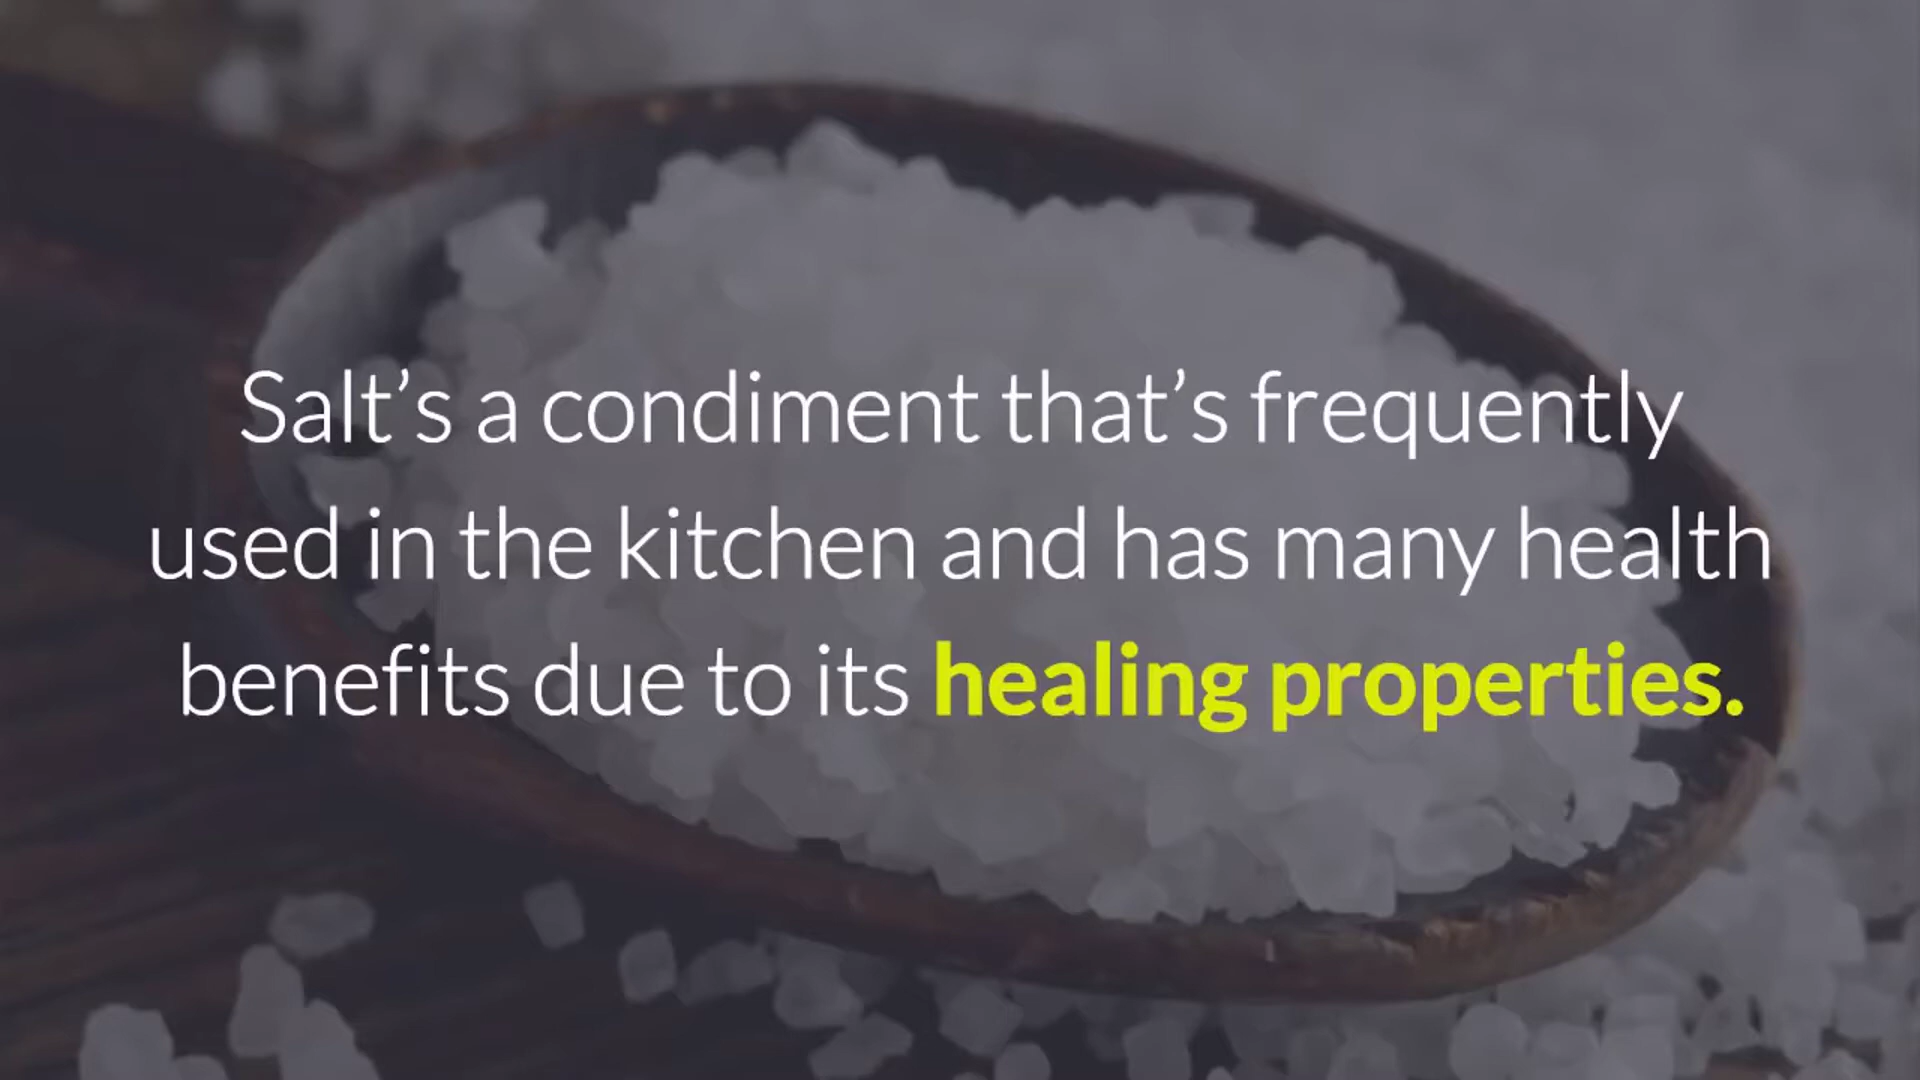 Salt’s a condiment that’s frequently
used in the kitchen and has many health
benefits due to its healing properties.